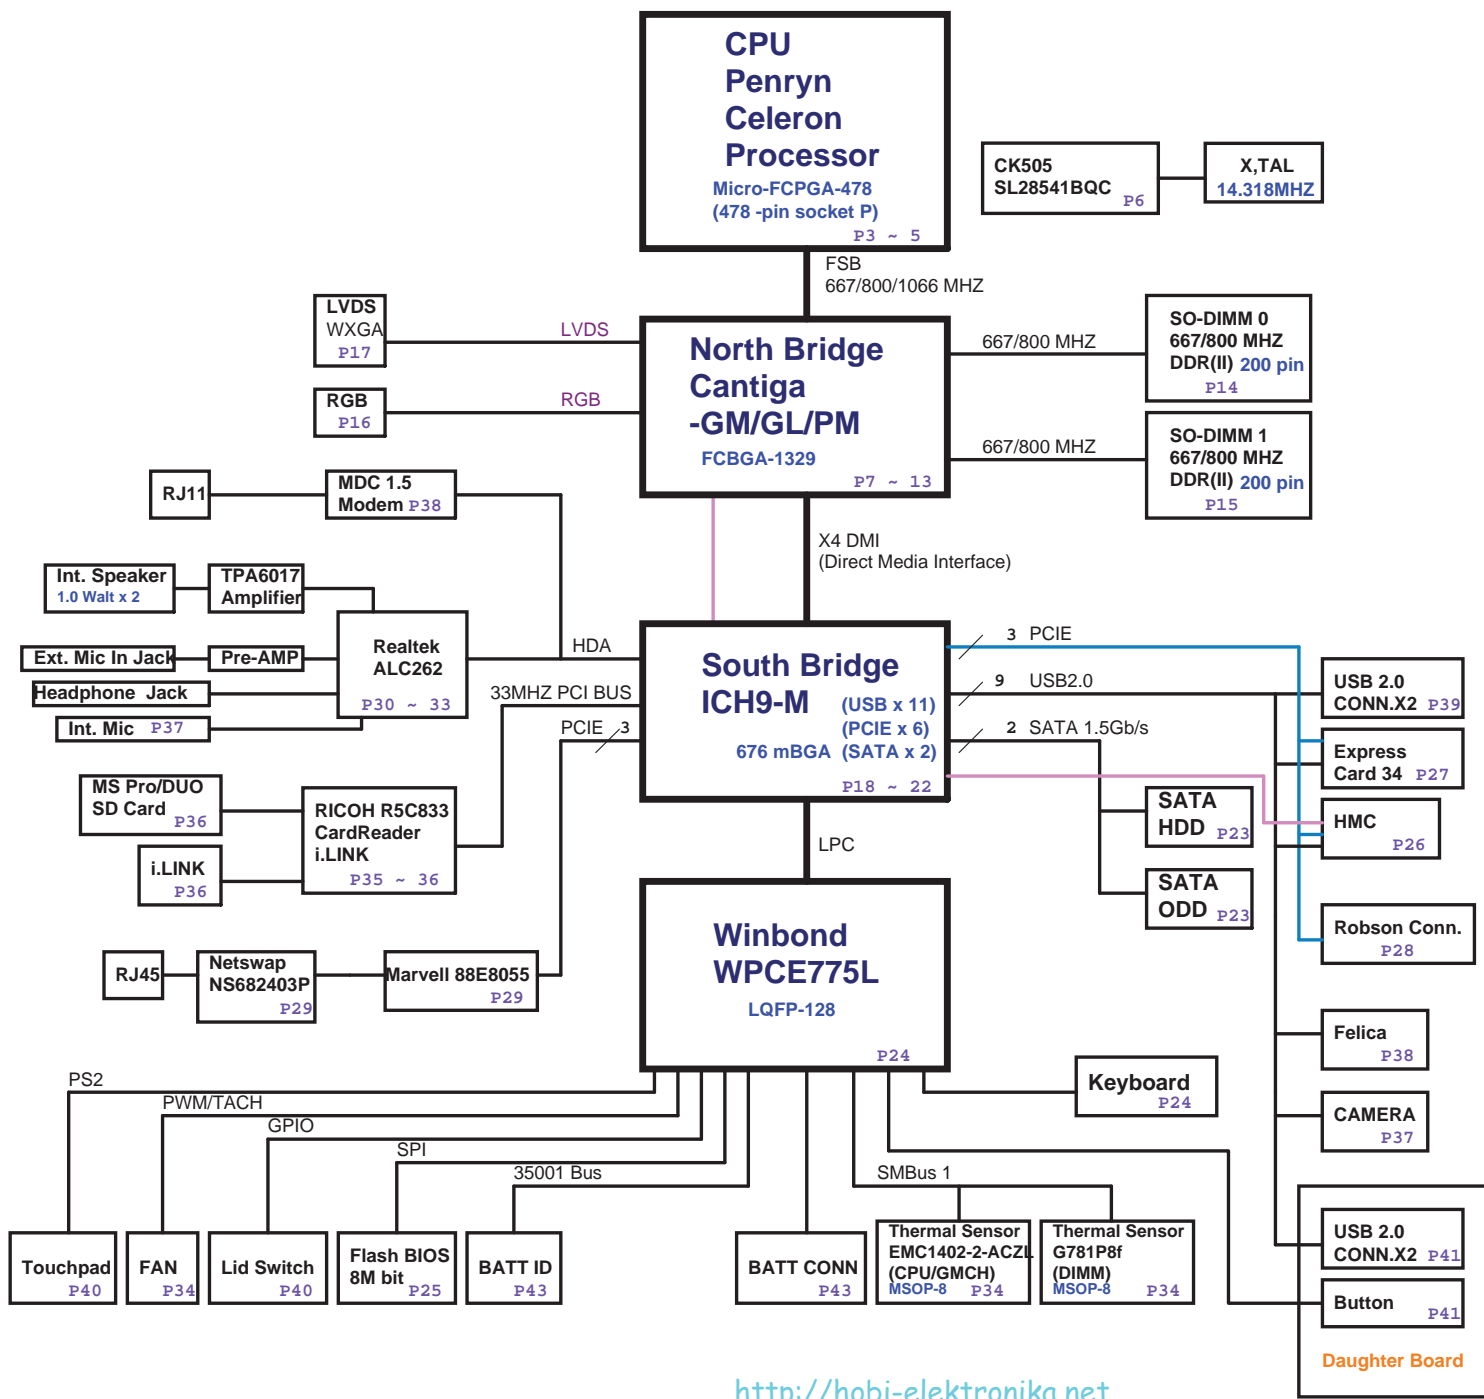 CPU
Penryn
Celeron
Processor
Micro-FCPGA-478
(478 -pin socket P)
P3 ~ 5
CK505
SL28541BQC
P6
X,TAL
14.318MHZ
FSB
667/800/1066 MHZ
LVDS
WXGA
P17
LVDS
RGB
P16
RGB
North Bridge
Cantiga
-GM/GL/PM
FCBGA-1329
P7 ~ 13
667/800 MHZ
SO-DIMM 0
667/800 MHZ
DDR(II) 200 pin
P14
667/800 MHZ
SO-DIMM 1
667/800 MHZ
DDR(II) 200 pin
P15
RJ11
MDC 1.5
Modem P38
X4 DMI
(Direct Media Interface)
Int. Speaker
1.0 Walt x 2
TPA6017
Amplifier
Ext. Mic In Jack
Pre-AMP
Headphone Jack
Int. Mic P37
Realtek
ALC262
P30 ~ 33
HDA
33MHZ PCI BUS
PCIE 3
South Bridge
ICH9-M
(USB x 11)
(PCIE x 6)
676 mBGA (SATA x 2)
P18 ~ 22
3 PCIE
9 USB2.0
2 SATA 1.5Gb/s
USB 2.0
CONN.X2 P39
Express
Card 34 P27
HMC
P26
MS Pro/DUO
SD Card
P36
i.LINK
P36
RICOH R5C833
CardReader
i.LINK
P35 ~ 36
LPC
SATA
HDD P23
SATA
ODD P23
Robson Conn.
P28
RJ45
Netswap
NS682403P
P29
Marvell 88E8055
P29
Winbond
WPCE775L
LQFP-128
P24
Felica
P38
Keyboard
P24
CAMERA
P37
PS2
PWM/TACH
GPIO
SPI
35001 Bus
SMBus 1
Touchpad
P40
FAN
P34
Lid Switch
P40
Flash BIOS
8M bit
P25
BATT ID
P43
BATT CONN
P43
Thermal Sensor
EMC1402-2-ACZL
(CPU/GMCH)
MSOP-8 P34
Thermal Sensor
G781P8f
(DIMM)
MSOP-8 P34
USB 2.0
CONN.X2 P41
Button
P41
Daughter Board
http://hobi-elektronika.net